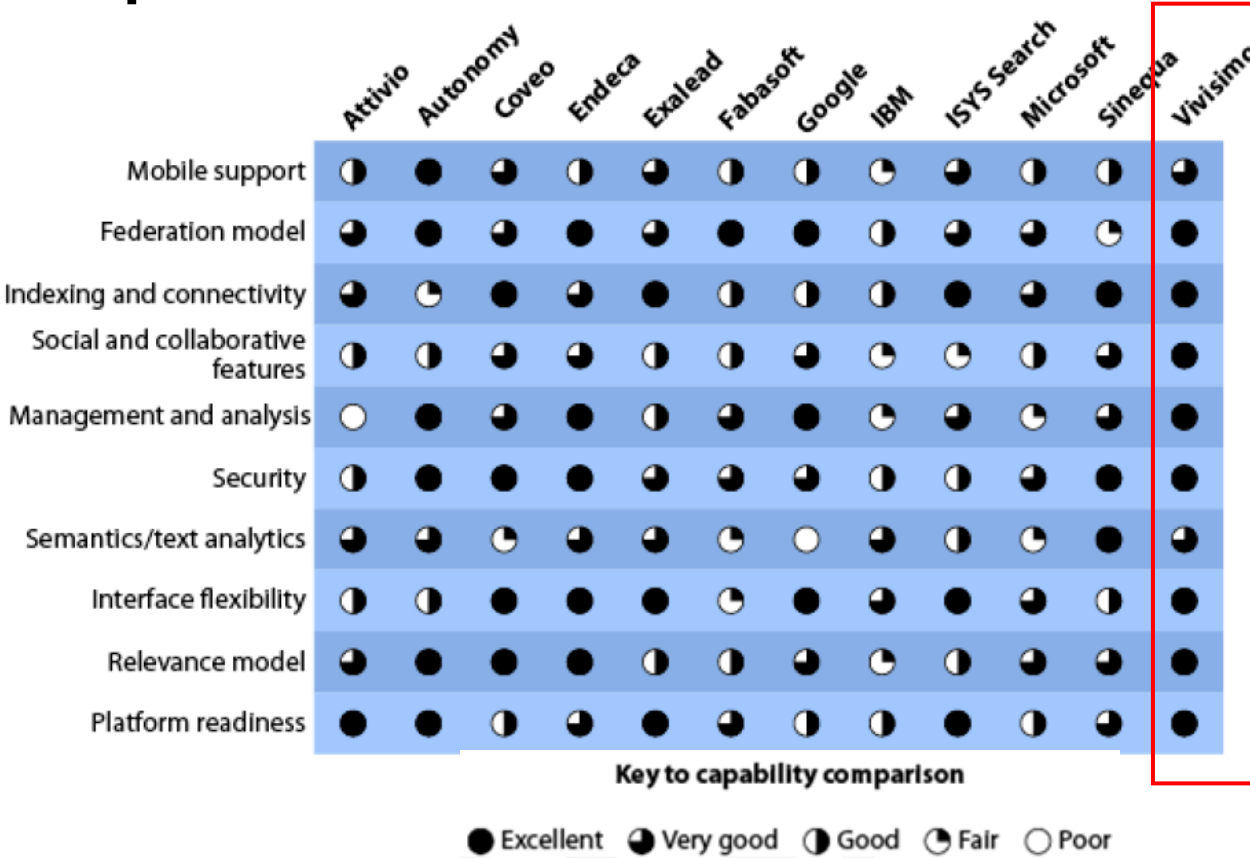 Attivio Autonomy Coveo Endeca Exalead Fabasoft Google IBM ISYS Search Microsoft Sinequa Vivisimo
Mobile support
Federation model
Indexing and connectivity
Social and collaborative
features
Management and analysis
Security
Semantics/text analytics
Interface flexibility
Relevance model
Platform readiness
Key to capability comparison
Excellent Very good Good Fair Poor